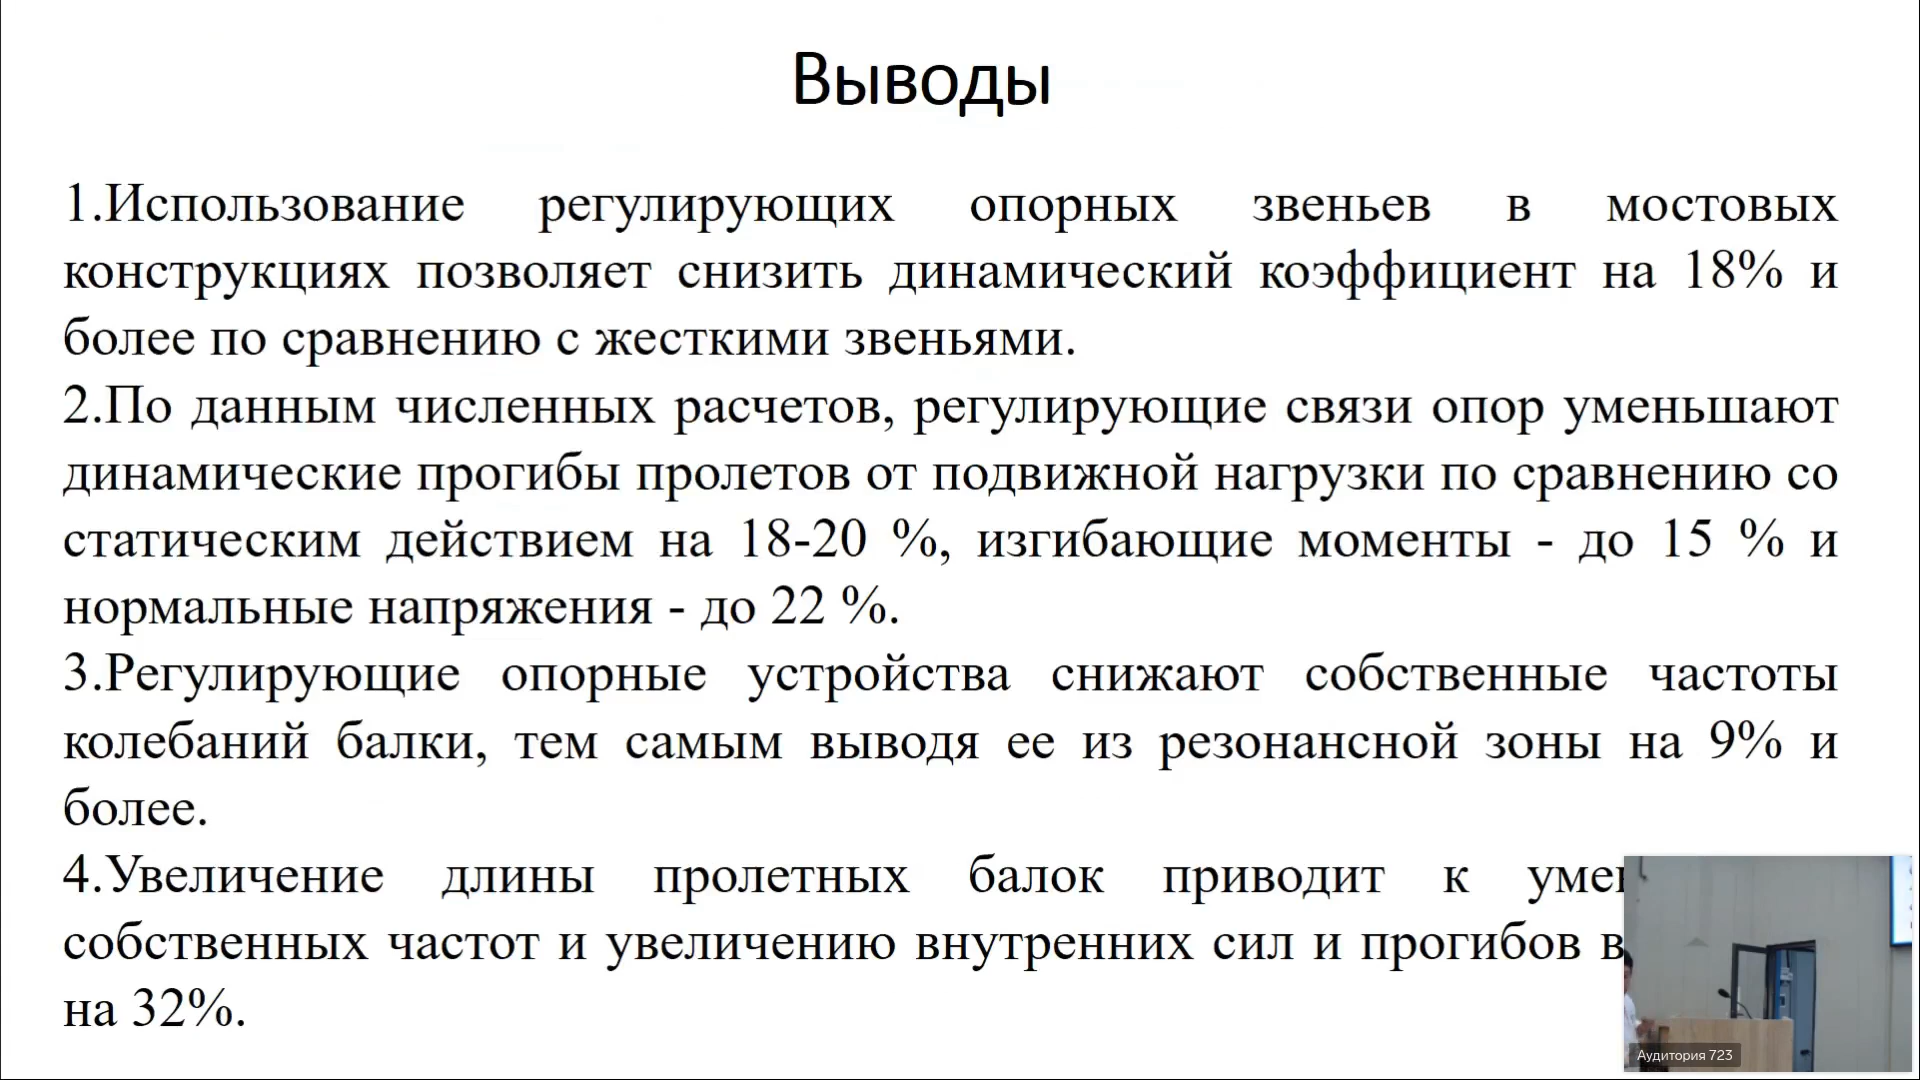 Выводы
1.Использование регулирующих опорных звеньев в мостовых
конструкциях позволяет снизить динамический коэффициент на 18% и
более по сравнению с жесткими звеньями.
2.По данным численных расчетов, регулирующие связи опор уменьшают
динамические прогибы пролетов от подвижной нагрузки по сравнению со
статическим действием на 18-20 %, изгибающие моменты - до 15 % и
нормальные напряжения - до 22 %.
3.Регулирующие опорные устройства снижают собственные частоты
колебаний балки, тем самым выводя ее из резонансной зоны на 9% и
более.
4.Увеличение длины пролетных балок приводит к
собственных частот и увеличению внутренних сил и прогибов в
на 32%.
Аудитория 723